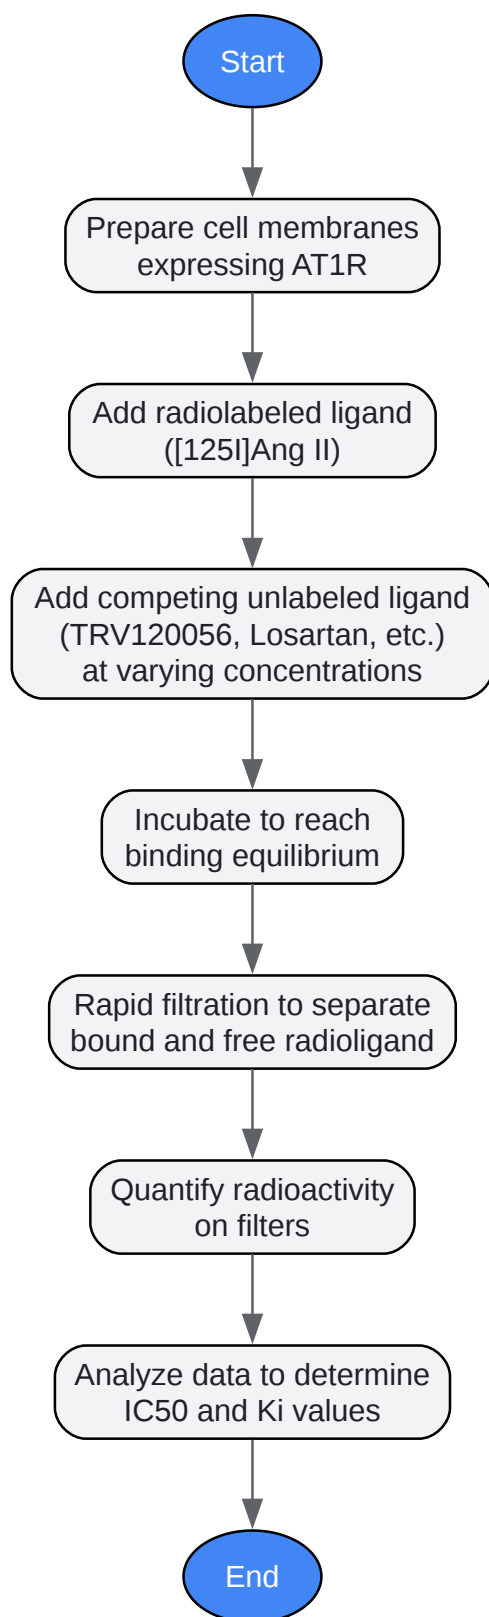 Start
Prepare cell membranes
expressing AT1R
Add radiolabeled ligand
([125I]Ang II)
Add competing unlabeled ligand
(TRV120056, Losartan, etc.)
at varying concentrations
Incubate to reach
binding equilibrium
Rapid filtration to separate
bound and free radioligand
Quantify radioactivity
on filters
Analyze data to determine
IC50 and Ki values
End